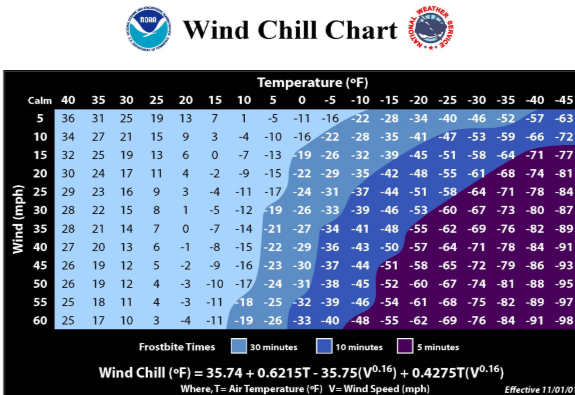 NOAA
Wind Chill Chart
NATIONAL WEATHER SERVICE
Temperature (ºF)
Calm 40 35 30 25 20 15 10 5 0 -5 -10 -15 -20 -25 -30 -35 -40 -45
5 36 31 25 19 13 7 1 -5 -11 -16 -22 -28 -34 -40 -46 -52 -57 -63
10 34 27 21 15 9 3 -4 -10 -16 -22 -28 -35 -41 -47 -53 -59 -66 -72
15 32 25 19 13 6 0 -7 -13 -19 -26 -32 -39 -45 -51 -58 -64 -71 -77
20 30 24 17 11 4 -2 -9 -15 -22 -29 -35 -42 -48 -55 -61 -68 -74 -81
25 29 23 16 9 3 -4 -11 -17 -24 -31 -37 -44 -51 -58 -64 -71 -78 -84
30 28 22 15 8 1 -5 -12 -19 -26 -33 -39 -46 -53 -60 -67 -73 -80 -87
35 28 21 14 7 0 -7 -14 -21 -27 -34 -41 -48 -55 -62 -69 -76 -82 -89
40 27 20 13 6 -1 -8 -15 -22 -29 -36 -43 -50 -57 -64 -71 -78 -84 -91
45 26 19 12 5 -2 -9 -16 -23 -30 -37 -44 -51 -58 -65 -72 -79 -86 -93
50 26 19 12 4 -3 -10 -17 -24 -31 -38 -45 -52 -60 -67 -74 -81 -88 -95
55 25 18 11 4 -3 -11 -18 -25 -32 -39 -46 -54 -61 -68 -75 -82 -89 -97
60 25 17 10 3 -4 -11 -19 -26 -33 -40 -48 -55 -62 -69 -76 -84 -91 -98
Wind (mph)
Frostbite Times 30 minutes 10 minutes 5 minutes
Wind Chill (ºF) = 35.74 + 0.6215T - 35.75(V0.16) + 0.4275T(V0.16)
Where, T= Air Temperature (ºF) V= Wind Speed (mph)
Effective 11/01/0